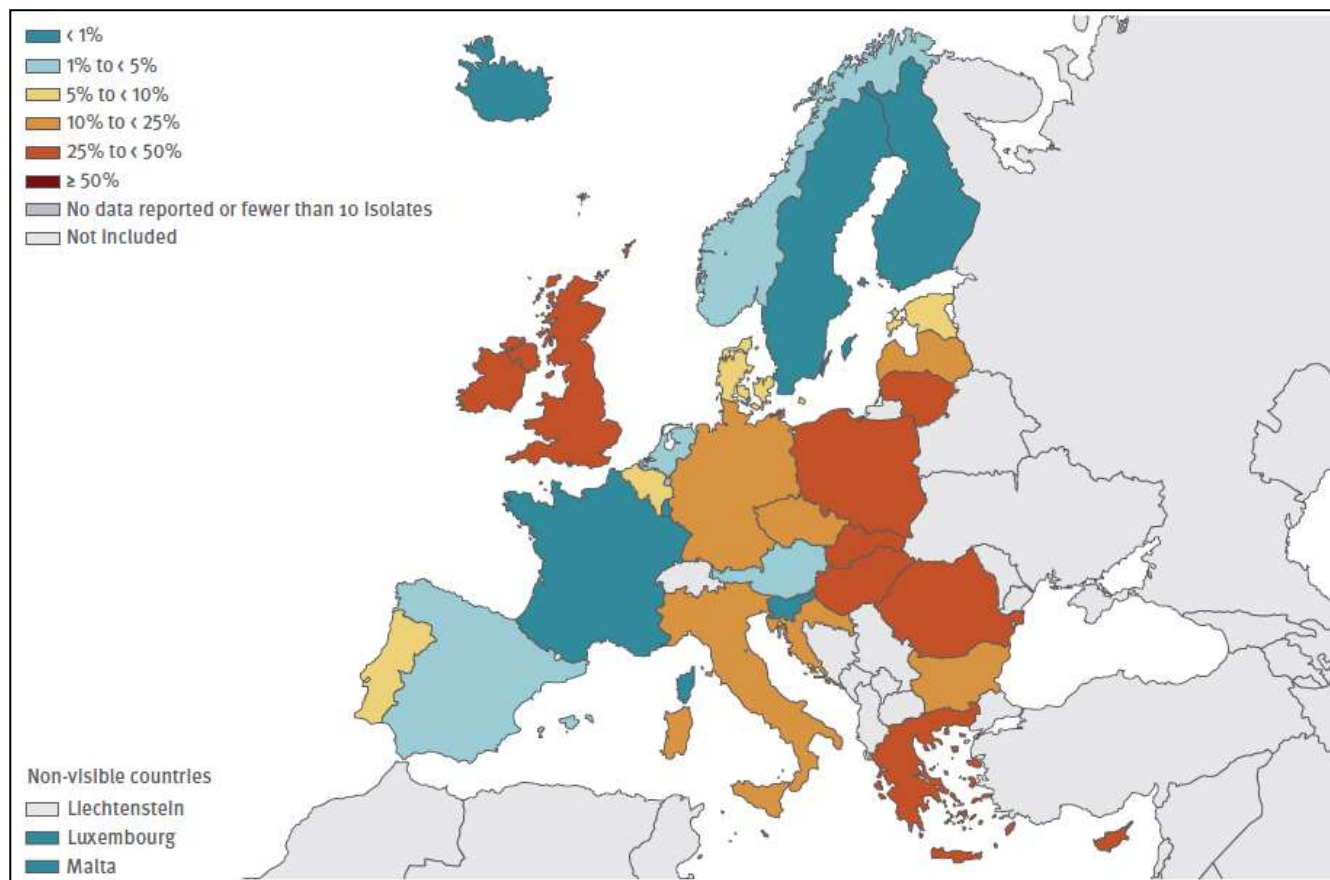 < 1%
1% to < 5%
5% to < 10%
10% to < 25%
25% to < 50%
≥ 50%
No data reported or fewer than 10 isolates
Not included
Non-visible countries
Liechtenstein
Luxembourg
Malta